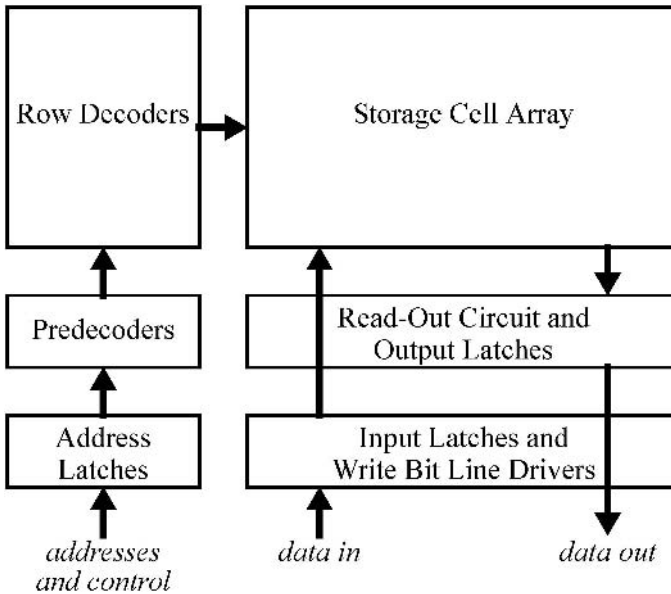 Row Decoders
Storage Cell Array
Predecoders
Read-Out Circuit and
Output Latches
Address
Latches
Input Latches and
Write Bit Line Drivers
addresses
and control
data in
data out